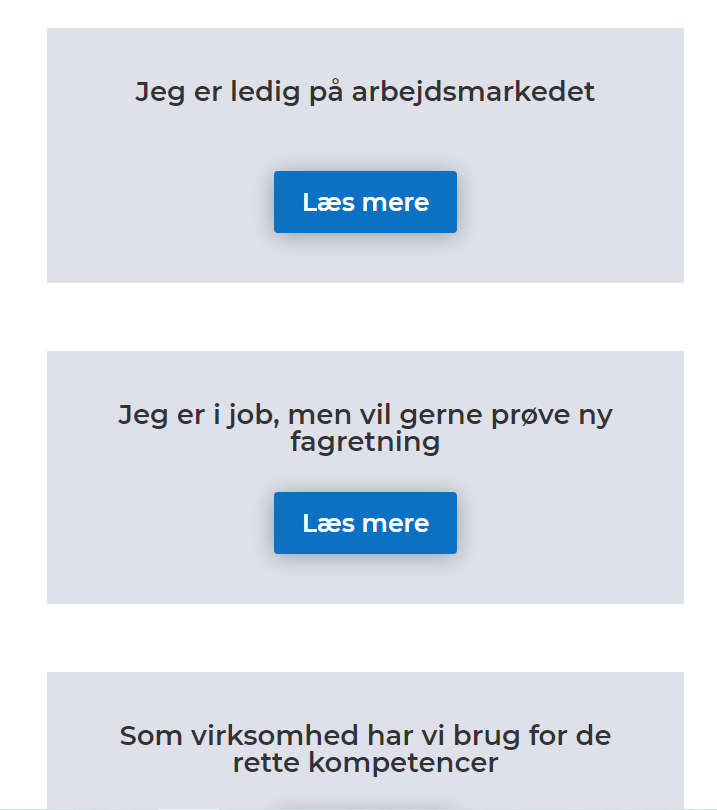 Jeg er ledig på arbejdsmarkedet
Læs mere
Jeg er i job, men vil gerne prøve ny
fagretning
Læs mere
Som virksomhed har vi brug for de
rette kompetencer